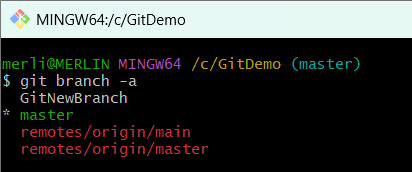 MINGW64:/c/GitDemo
merli@MERLIN MINGW64 /c/GitDemo (master)
$ git branch -a
  GitNewBranch
* master
  remotes/origin/main
  remotes/origin/master